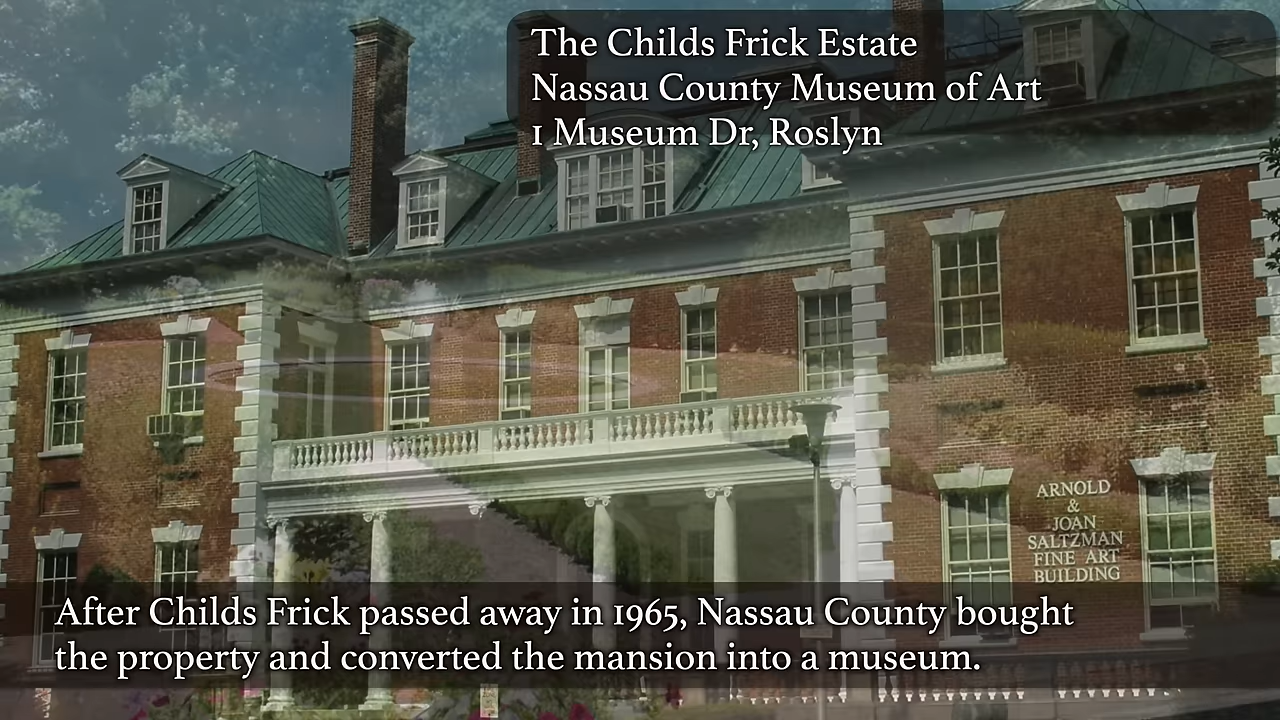 The Childs Frick Estate
Nassau County Museum of Art
1 Museum Dr, Roslyn
ARNOLD
&
JOAN
SALTZMAN
FINE ART
BUILDING
After Childs Frick passed away in 1965, Nassau County bought
the property and converted the mansion into a museum.